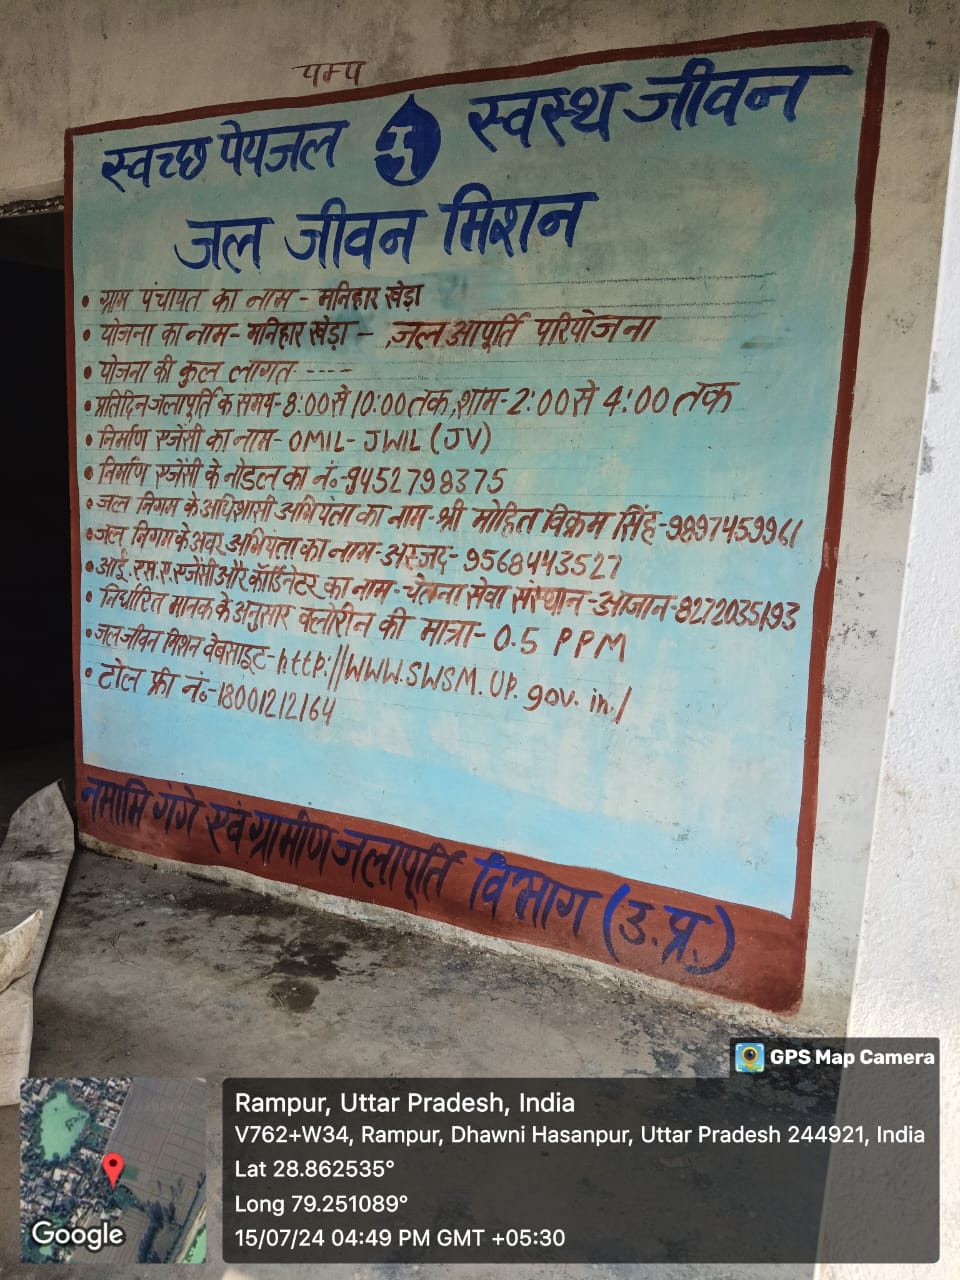 पम्प
स्वच्छ पेयजल स्वस्थ जीवन
जल जीवन मिशन
• ग्राम पंचायत का नाम - मनिहार खेड़ा
• योजना का नाम - मनिहार खेड़ा - जल आपूर्ति परियोजना
• योजना की कुल लागत ----
• प्रतिदिन जलापूर्ति के समय - 8:00 से 10:00 तक, शाम - 2:00 से 4:00 तक
• निर्माण एजेंसी का नाम - OMIL - JWIL (JV)
• निर्माण एजेंसी के नोडल का नं॰ - 9452798375
• जल निगम के अधिशासी अभियंता का नाम - श्री मोहित विक्रम सिंह - 9897459961
• जल निगम के अवर अभियंता का नाम - अस्जद - 9568443527
• आई.एस.ए. एजेंसी और कॉर्डिनेटर का नाम - चेतना सेवा संस्थान - आजान - 8272035193
• निर्धारित मानक के अनुसार क्लोरीन की मात्रा - 0.5 PPM
• जल जीवन मिशन वेबसाइट - http://www.SWSM.UP.gov.in./
• टोल फ्री नं॰ - 18001212164
नमामि गंगे एवं ग्रामीण जलापूर्ति विभाग (उ.प्र.)
GPS Map Camera
Rampur, Uttar Pradesh, India
V762+W34, Rampur, Dhawni Hasanpur, Uttar Pradesh 244921, India
Lat 28.862535°
Long 79.251089°
15/07/24 04:49 PM GMT +05:30
Google